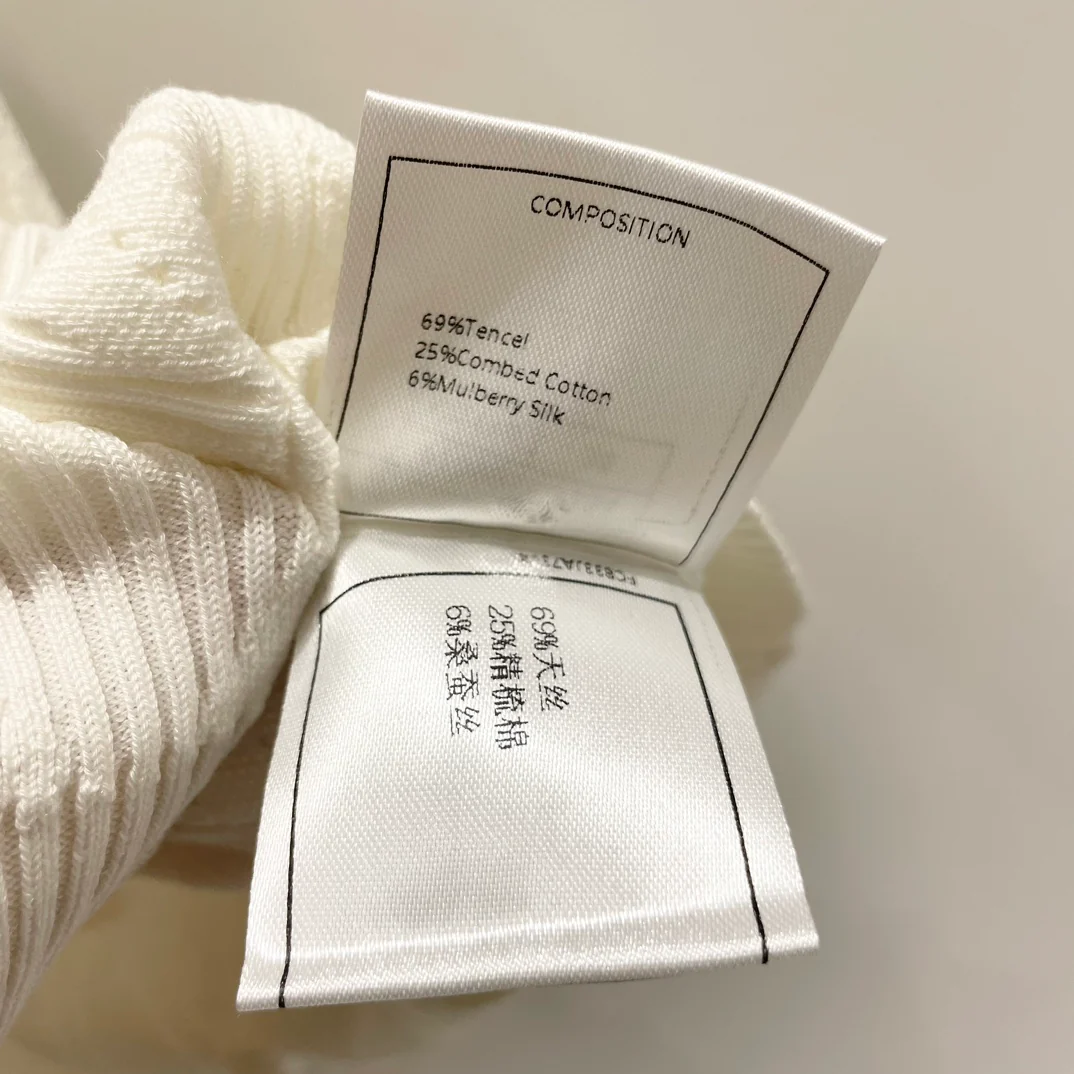 COMPOSITION
69%Tencel
25%Combed Cotton
6%Mulberry Silk
69%天丝
25%精梳棉
6%桑蚕丝